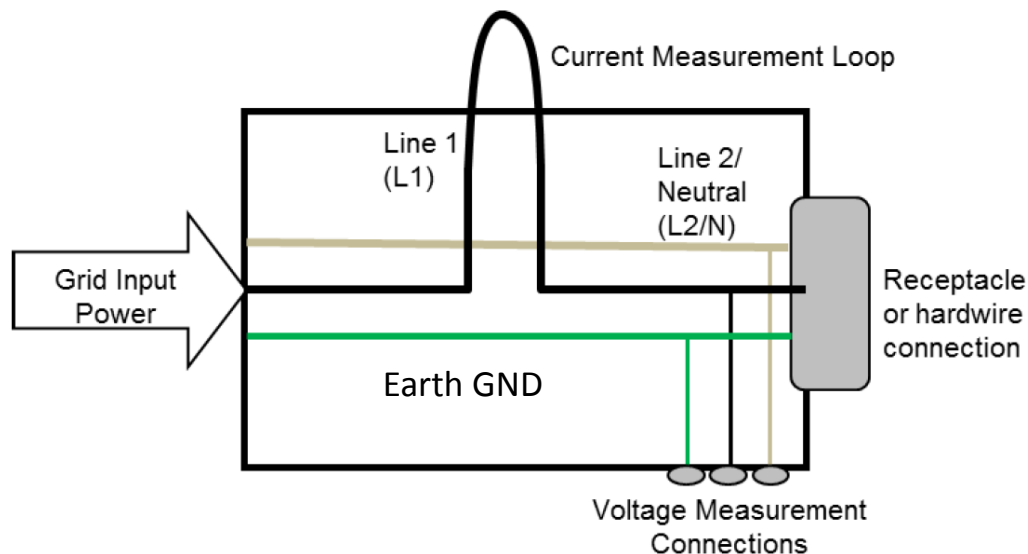 Current Measurement Loop
Line 1
(L1)
Line 2/
Neutral
(L2/N)
Grid Input
Power
Receptacle
or hardwire
connection
Earth GND
Voltage Measurement
Connections